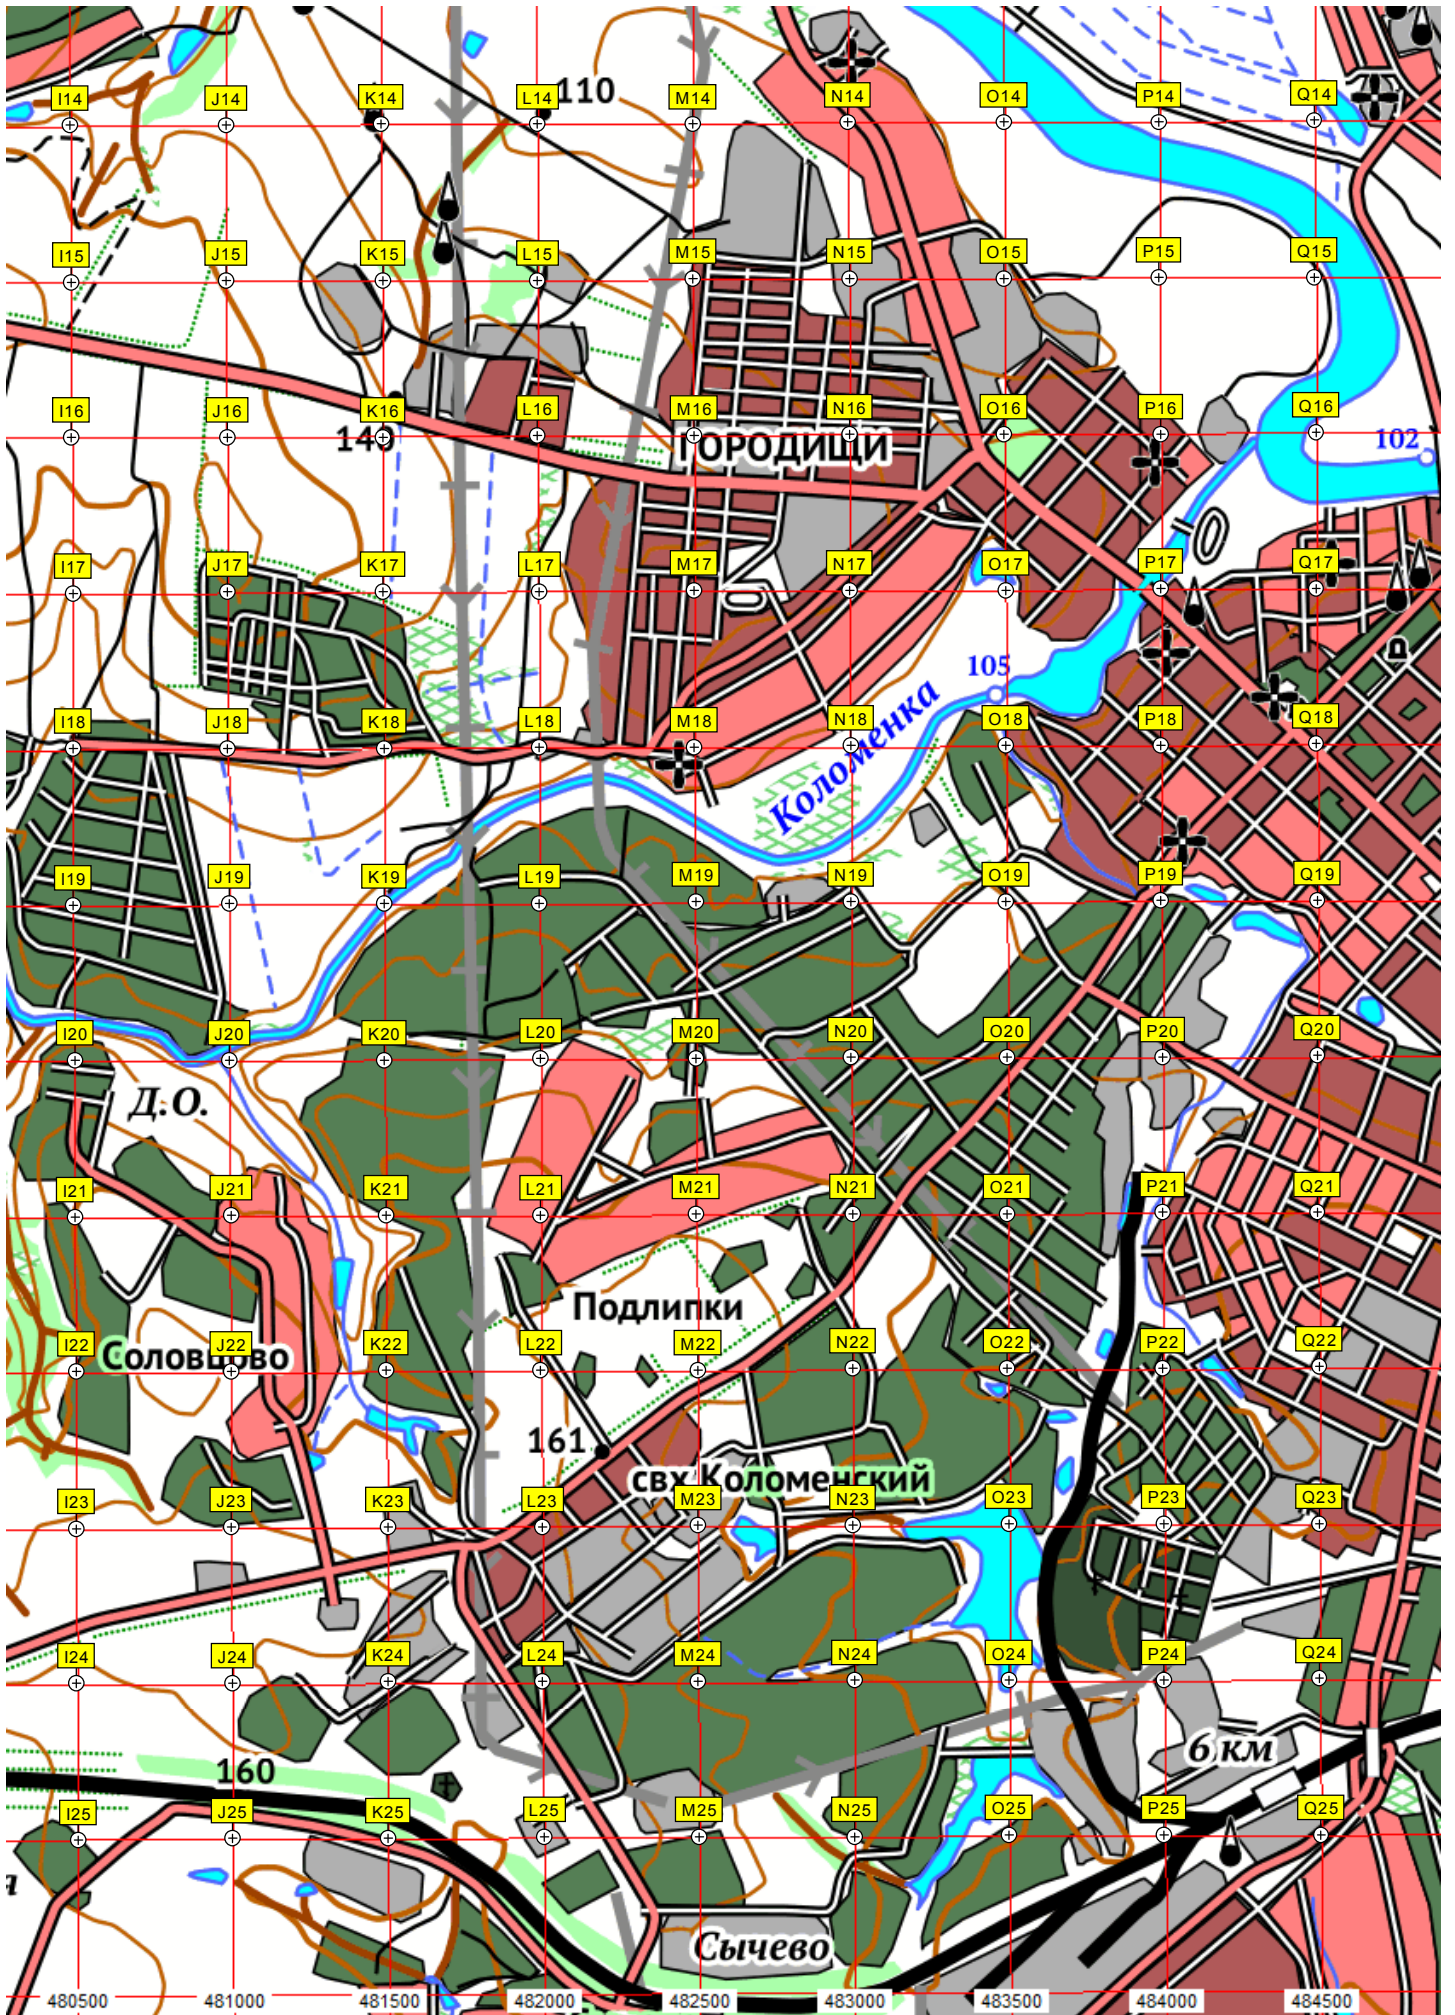 110
I14 J14 K14 L14 M14 N14 O14 P14 Q14
I15 J15 K15 L15 M15 N15 O15 P15 Q15
I16 J16 K16 L16 M16 N16 O16 P16 Q16
140
ГОРОДИЩИ
102
I17 J17 K17 L17 M17 N17 O17 P17 Q17
105
Коломенка
I18 J18 K18 L18 M18 N18 O18 P18 Q18
I19 J19 K19 L19 M19 N19 O19 P19 Q19
I20 J20 K20 L20 M20 N20 O20 P20 Q20
Д.О.
I21 J21 K21 L21 M21 N21 O21 P21 Q21
Подлипки
I22 J22 K22 L22 M22 N22 O22 P22 Q22
Соловцово
161
свх Коломенский
I23 J23 K23 L23 M23 N23 O23 P23 Q23
I24 J24 K24 L24 M24 N24 O24 P24 Q24
6 км
160
I25 J25 K25 L25 M25 N25 O25 P25 Q25
Сычево
480500 481000 481500 482000 482500 483000 483500 484000 484500